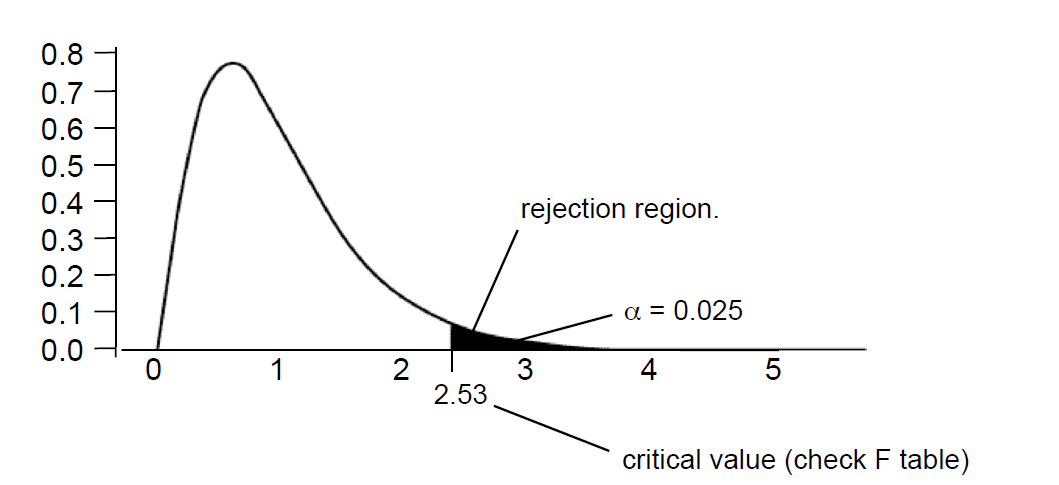 0.8
0.7
0.6
0.5
0.4
0.3
0.2
0.1
0.0
rejection region.
α = 0.025
0 1 2 3 4 5
2.53
critical value (check F table)